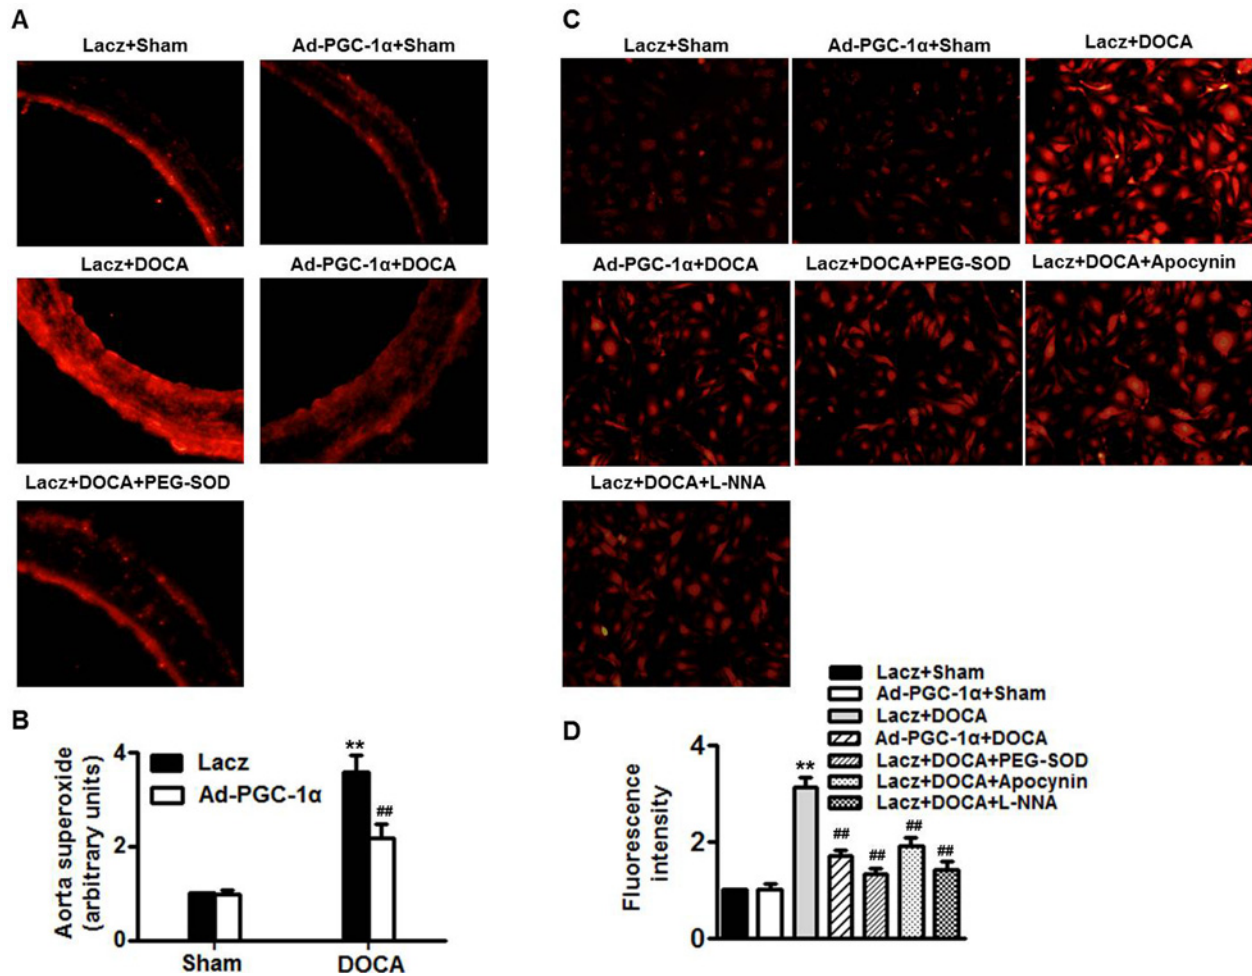 A
Lacz+Sham
Ad-PGC-1α+Sham
Lacz+DOCA
Ad-PGC-1α+DOCA
Lacz+DOCA+PEG-SOD
B
Aorta superoxide
(arbitrary units)
4
2
0
Lacz
Ad-PGC-1α
**
##
Sham
DOCA
C
Lacz+Sham
Ad-PGC-1α+Sham
Lacz+DOCA
Ad-PGC-1α+DOCA
Lacz+DOCA+PEG-SOD
Lacz+DOCA+Apocynin
Lacz+DOCA+L-NNA
D
Fluorescence
intensity
4
2
0
**
##
##
##
##
Lacz+Sham
Ad-PGC-1α+Sham
Lacz+DOCA
Ad-PGC-1α+DOCA
Lacz+DOCA+PEG-SOD
Lacz+DOCA+Apocynin
Lacz+DOCA+L-NNA